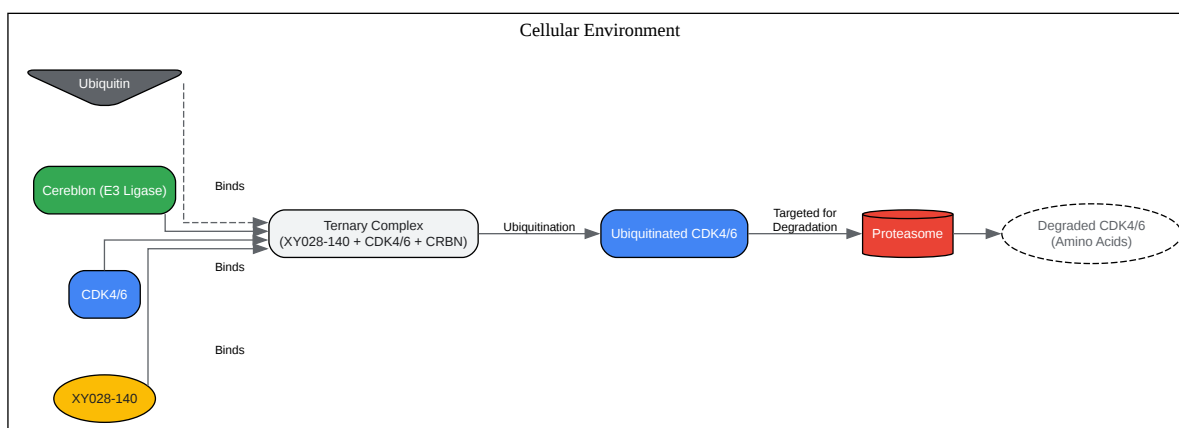 Cellular Environment
Ubiquitin
Cereblon (E3 Ligase)
Binds
Ternary Complex
(XY028-140 + CDK4/6 + CRBN)
Ubiquitination
Ubiquitinated CDK4/6
Targeted for
Degradation
Proteasome
Degraded CDK4/6
(Amino Acids)
Binds
CDK4/6
Binds
XY028-140